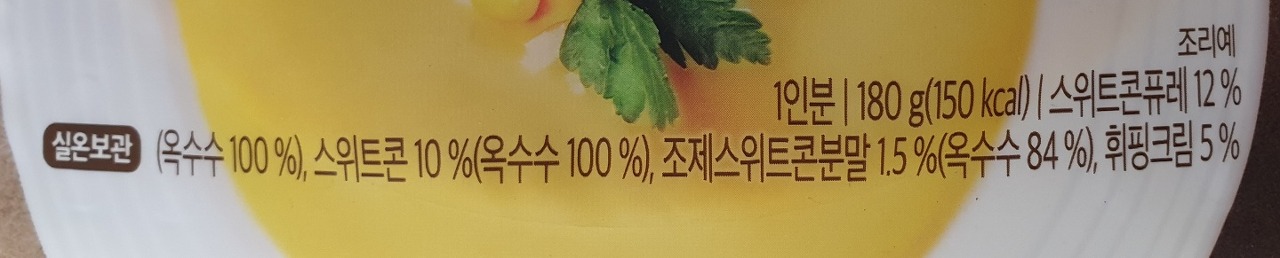 조리예
1인분 | 180 g(150 kcal) | 스위트콘퓨레 12 %
실온보관 (옥수수 100 %), 스위트콘 10 %(옥수수 100 %), 조제스위트콘분말 1.5 %(옥수수 84 %), 휘핑크림 5 %